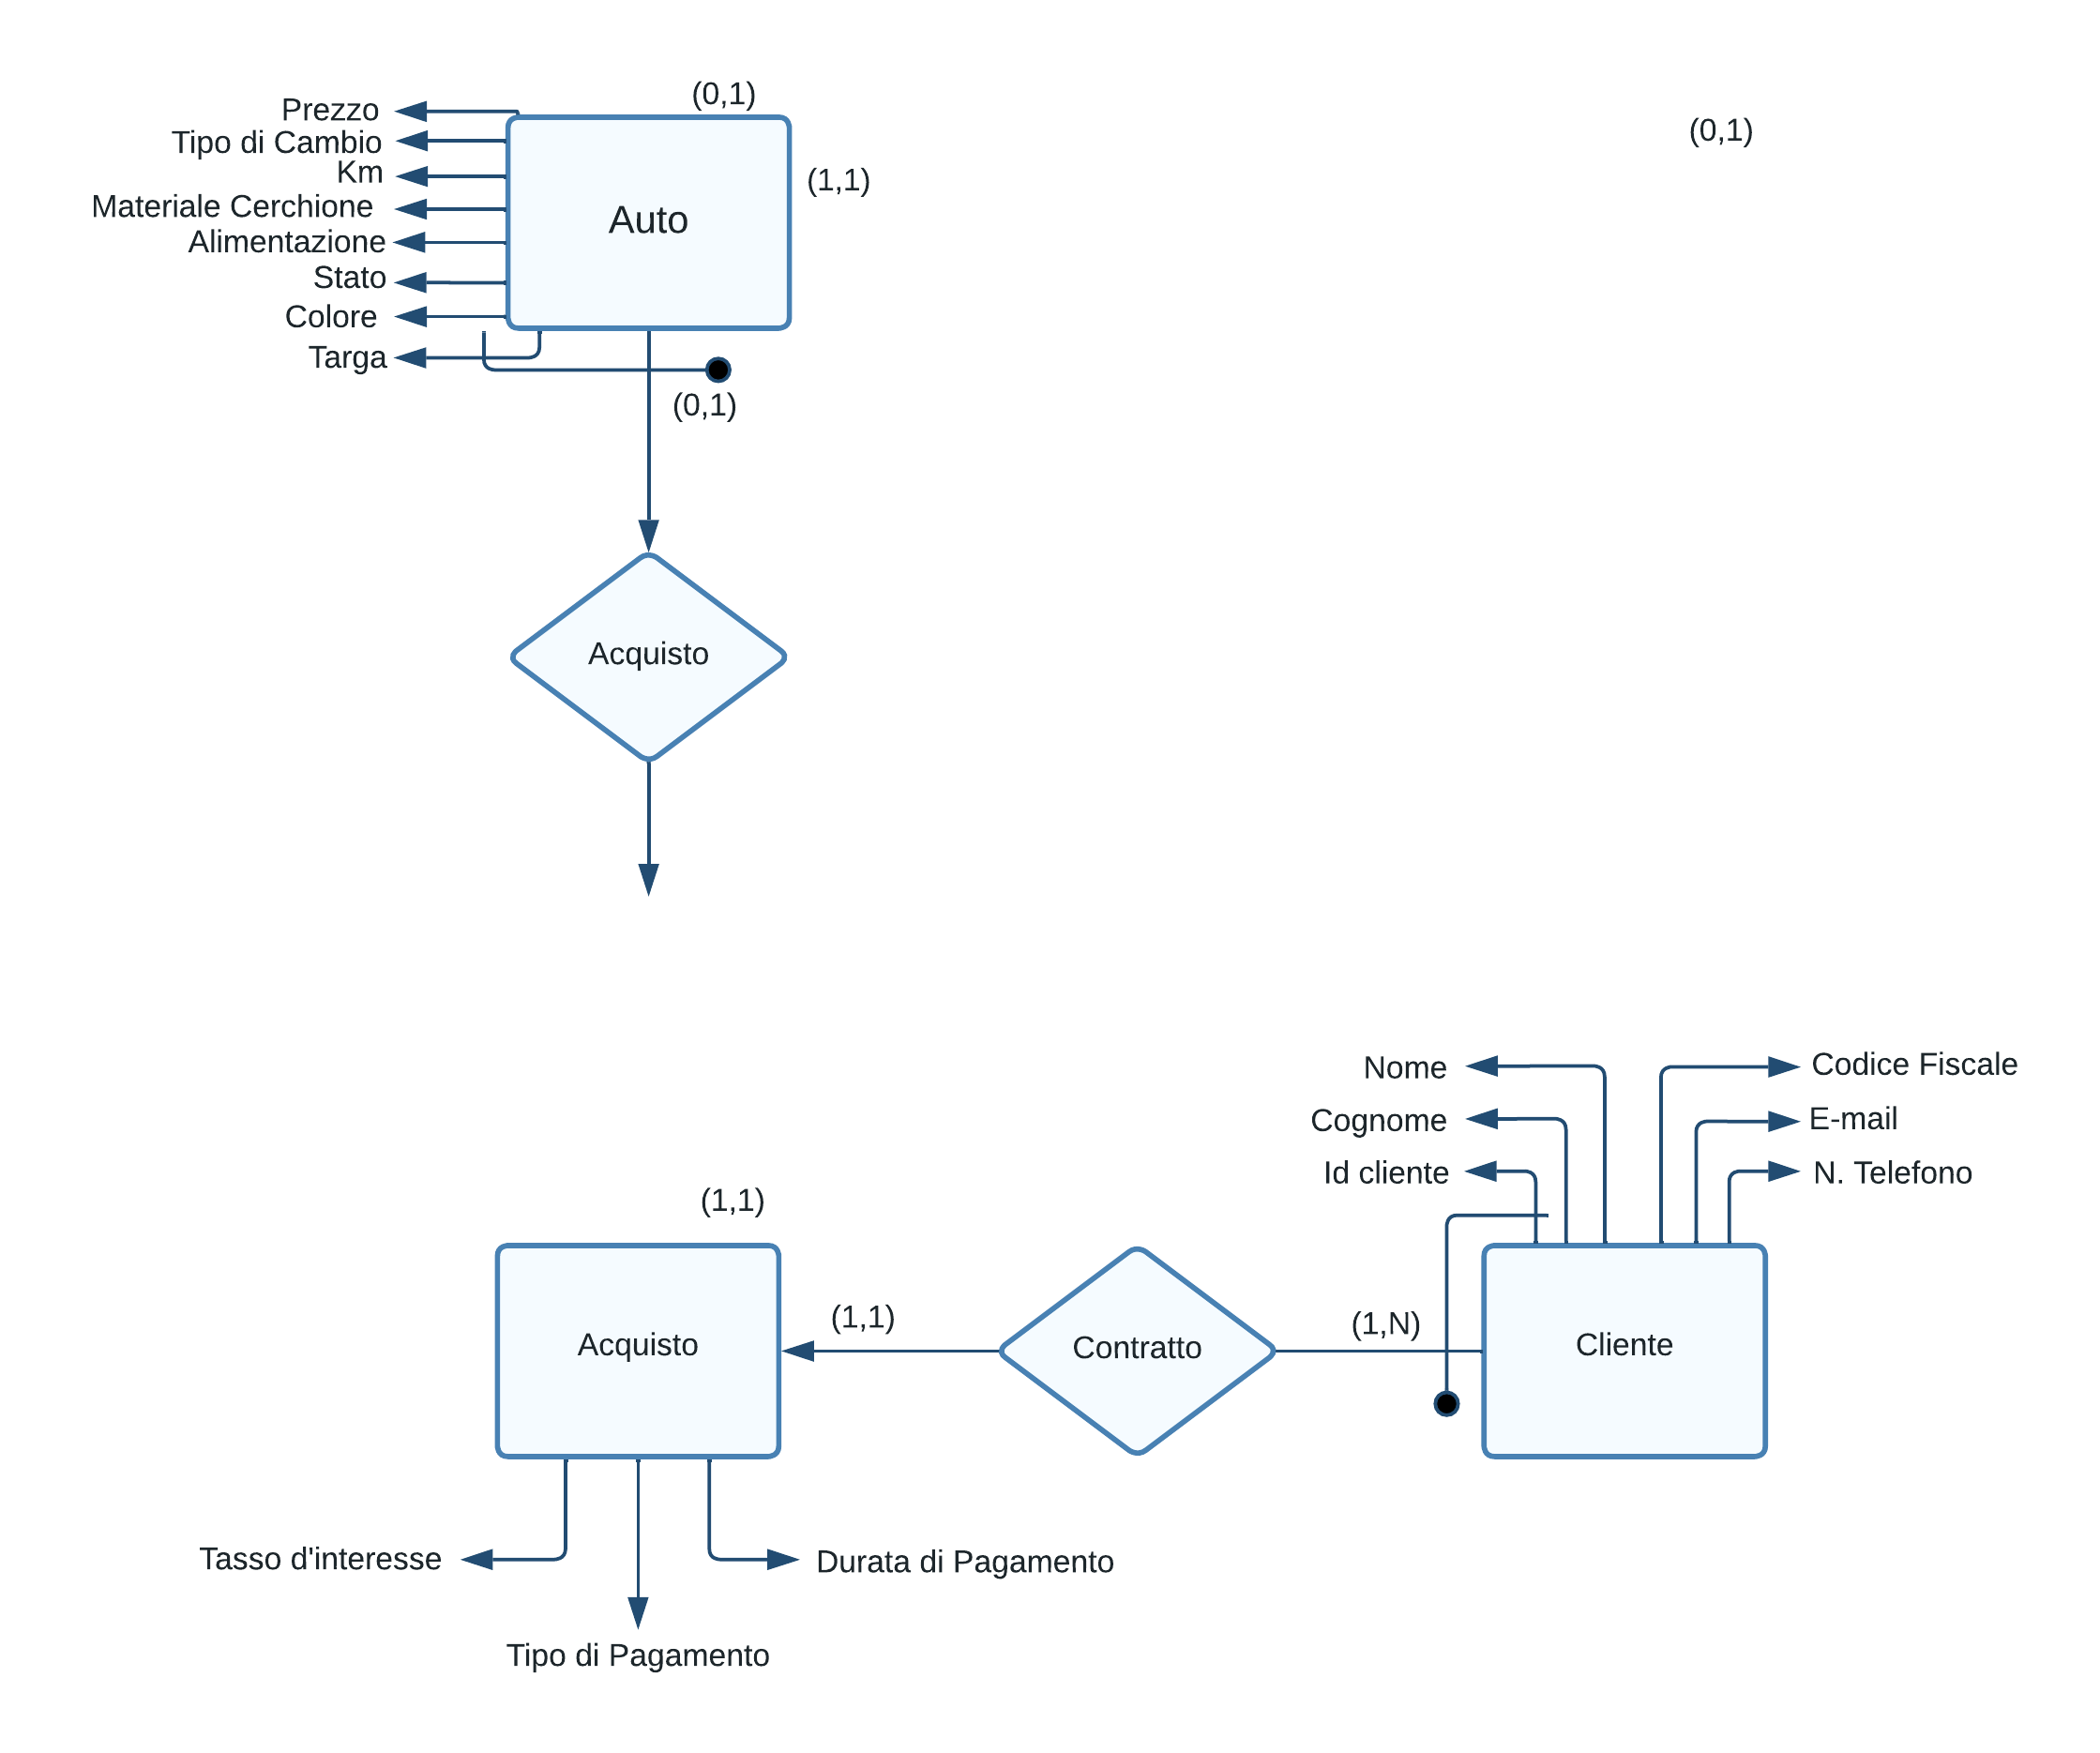 (0,1)
Prezzo
(0,1)
Tipo di Cambio
Km
(1,1)
Materiale Cerchione
Auto
Alimentazione
Stato
Colore
Targa
(0,1)
Acquisto
Nome
Codice Fiscale
Cognome
E-mail
Id cliente
N. Telefono
(1,1)
(1,1)
(1,N)
Acquisto
Contratto
Cliente
Tasso d'interesse
Durata di Pagamento
Tipo di Pagamento